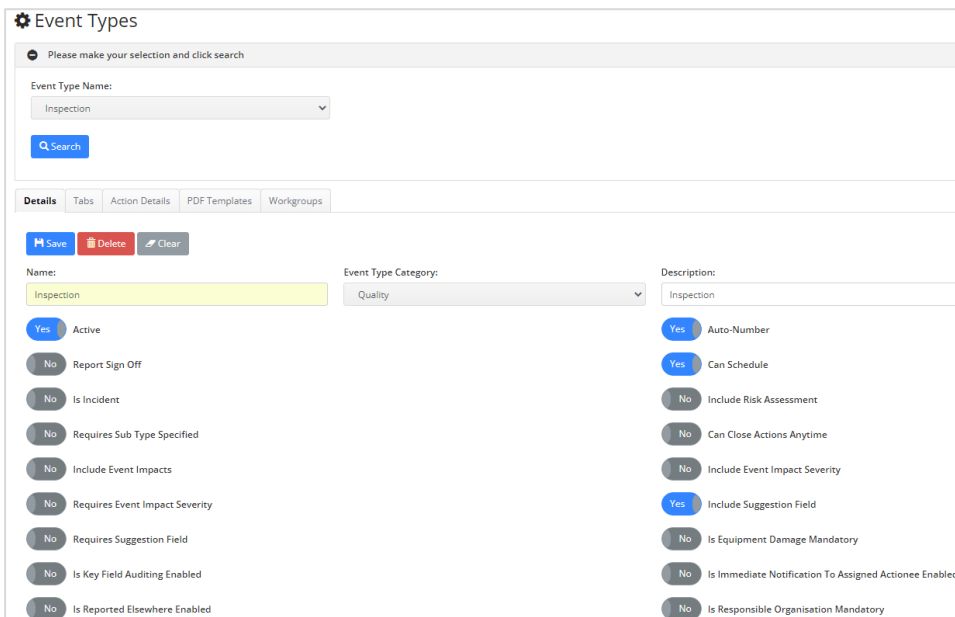 Event Types
Please make your selection and click search
Event Type Name:
Inspection
Search
Details Tabs Action Details PDF Templates Workgroups
Save Delete Clear
Name: Event Type Category: Description:
Inspection Quality Inspection
Yes Active Yes Auto-Number
No Report Sign Off Yes Can Schedule
No Is Incident No Include Risk Assessment
No Requires Sub Type Specified No Can Close Actions Anytime
No Include Event Impacts No Include Event Impact Severity
No Requires Event Impact Severity Yes Include Suggestion Field
No Requires Suggestion Field No Is Equipment Damage Mandatory
No Is Key Field Auditing Enabled No Is Immediate Notification To Assigned Actionee Enabled
No Is Reported Elsewhere Enabled No Is Responsible Organisation Mandatory